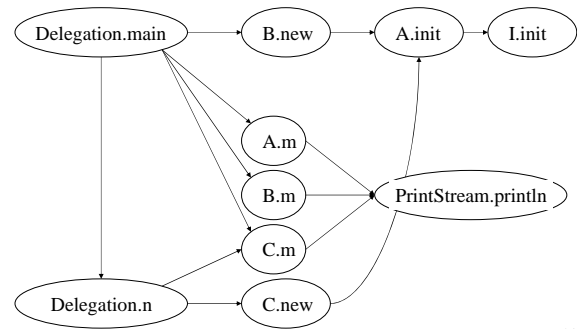 Delegation.main
B.new
A.init
I.init
A.m
B.m
PrintStream.println
C.m
Delegation.n
C.new